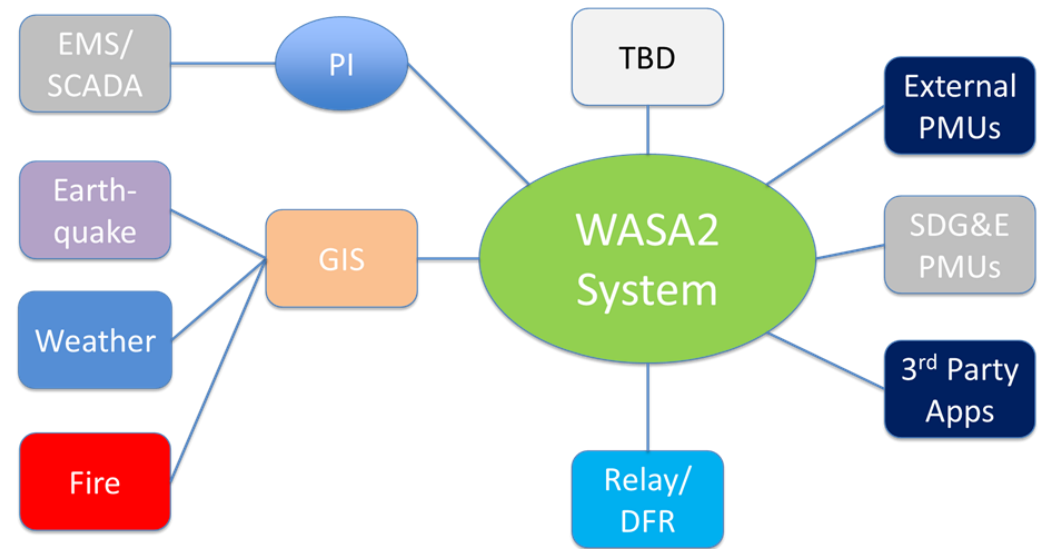 EMS/
SCADA
PI
TBD
External
PMUs
Earth-
quake
GIS
WASA2
System
SDG&E
PMUs
Weather
3rd Party
Apps
Fire
Relay/
DFR